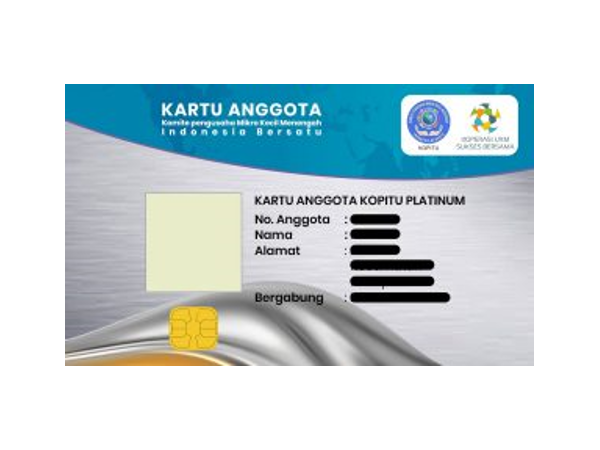 KARTU ANGGOTA
Komite pengusaha Mikro Kecil Menengah
Indonesia Bersatu
KOPITU
KOPERASI UKM
SUKSES BERSAMA
KARTU ANGGOTA KOPITU PLATINUM
No. Anggota :
Nama :
Alamat :
Bergabung :